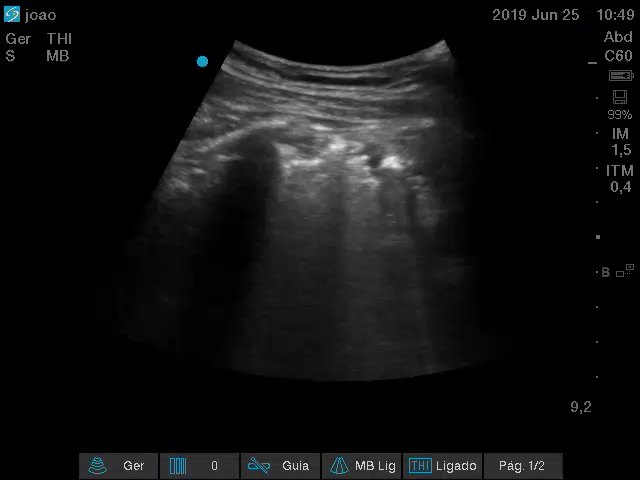 joao
2019 Jun 25 10:49
Ger THI
S MB
Abd
C60
99%
IM
1,5
ITM
0,4
B
9,2
Ger
0
Guia
MB Lig
THI Ligado
Pág. 1/2